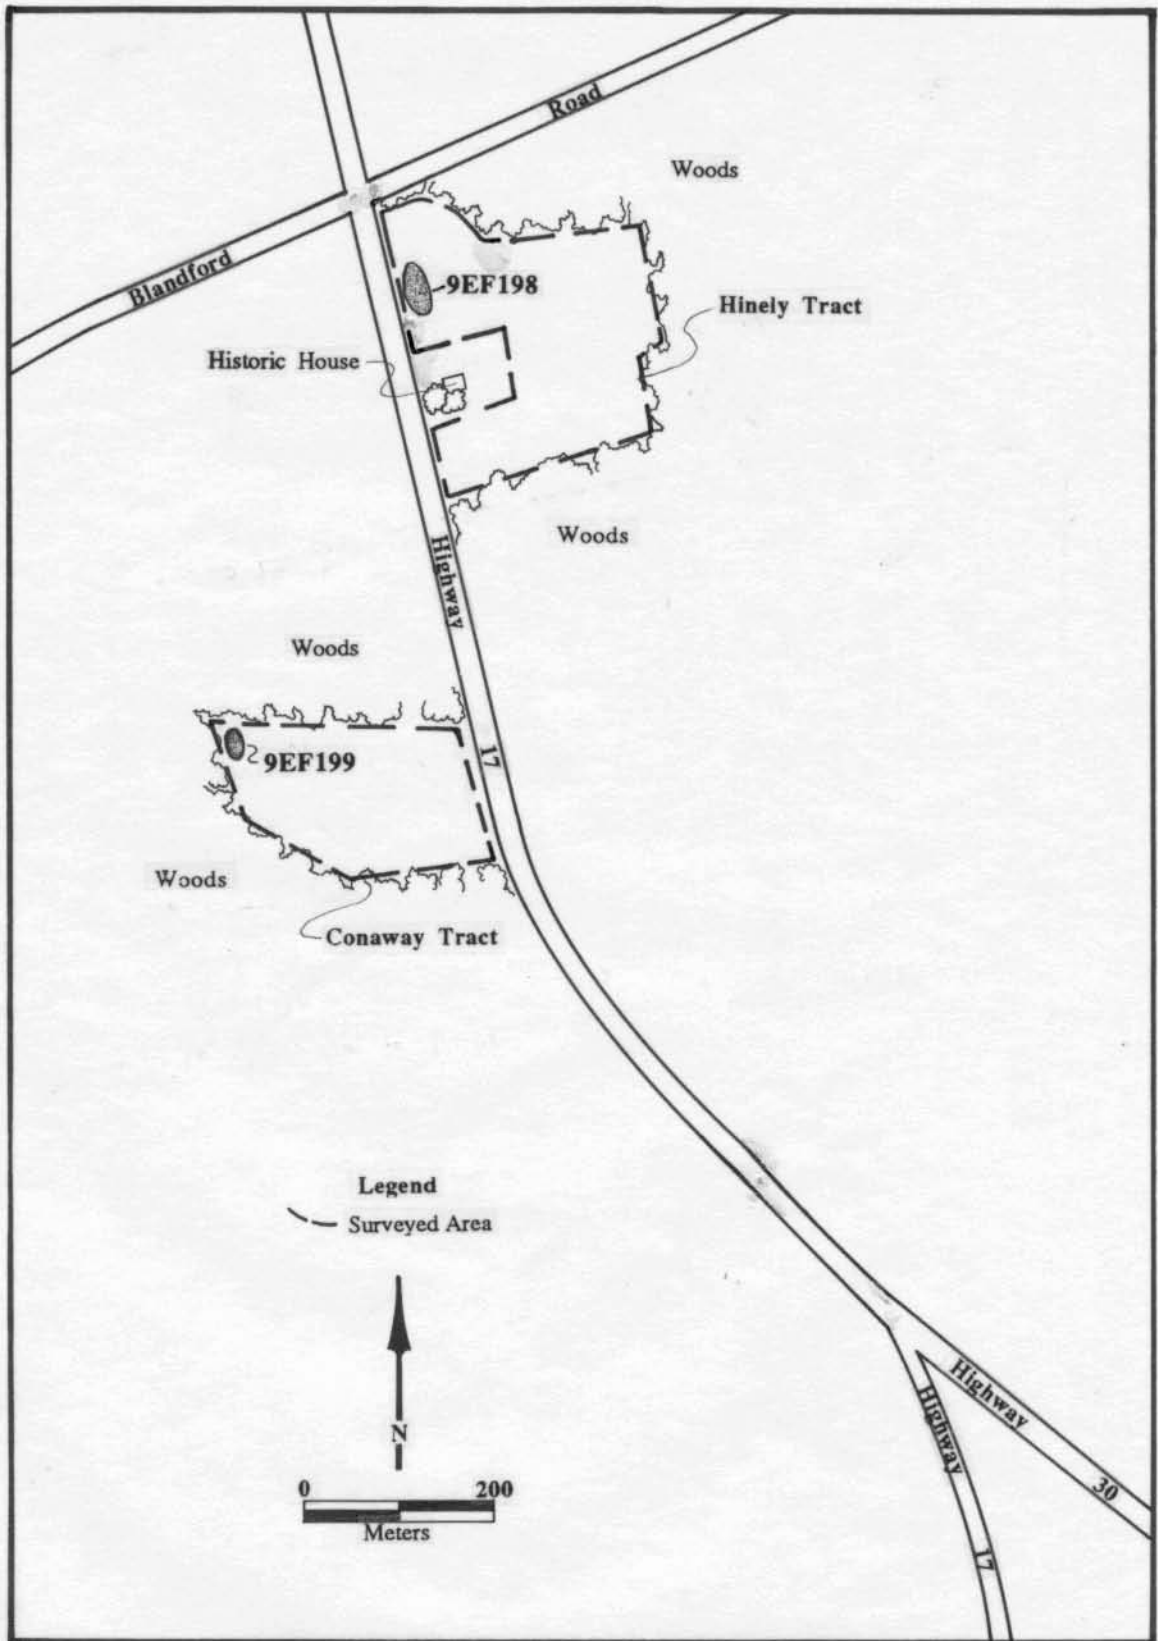 Road
Woods
Blandford
9EF198
Hinely Tract
Historic House
Woods
Highway
Woods
17
9EF199
Woods
Conaway Tract
Legend
Surveyed Area
Highway
Highway
N
30
0 200
Meters
17